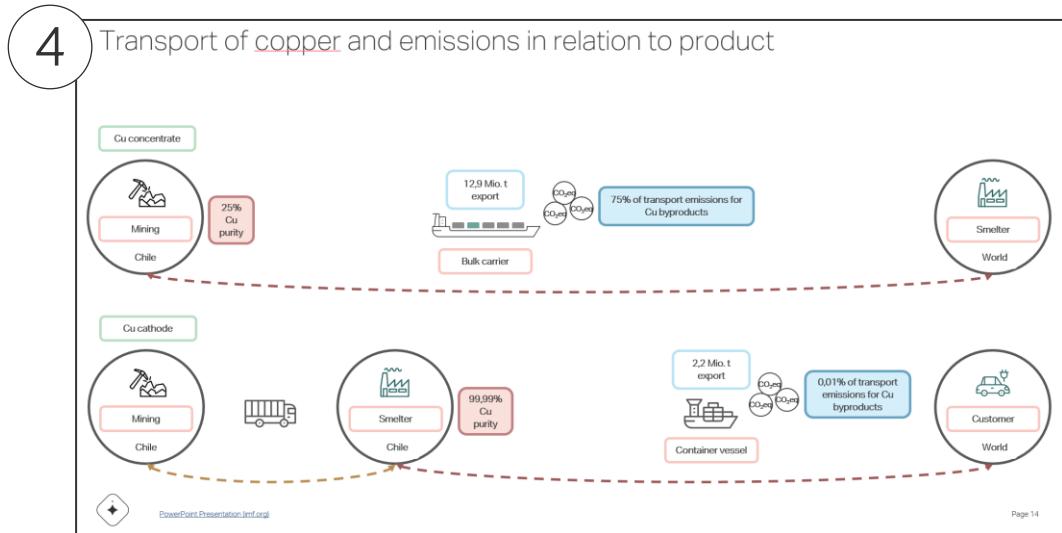 4
Transport of copper and emissions in relation to product
Cu concentrate
Mining
Chile
25%
Cu
purity
12,9 Mio. t
export
Bulk carrier
CO₂eq
CO₂eq
CO₂eq
75% of transport emissions for
Cu byproducts
Smelter
World
Cu cathode
Mining
Chile
Smelter
Chile
99,99%
Cu
purity
2,2 Mio. t
export
Container vessel
CO₂eq
CO₂eq
CO₂eq
0,01% of transport
emissions for Cu
byproducts
Customer
World
PowerPoint Presentation (imf.org)
Page 14